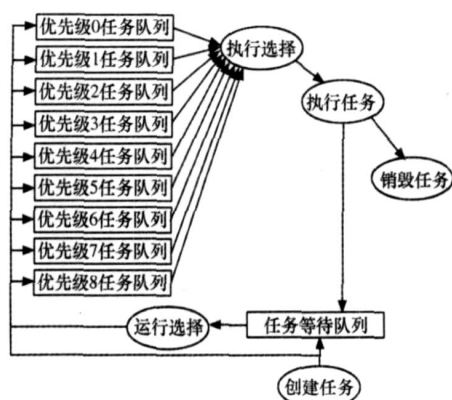 优先级0任务队列
执行选择
优先级1任务队列
优先级2任务队列
执行任务
优先级3任务队列
优先级4任务队列
优先级5任务队列
销毁任务
优先级6任务队列
优先级7任务队列
优先级8任务队列
运行选择
任务等待队列
创建任务